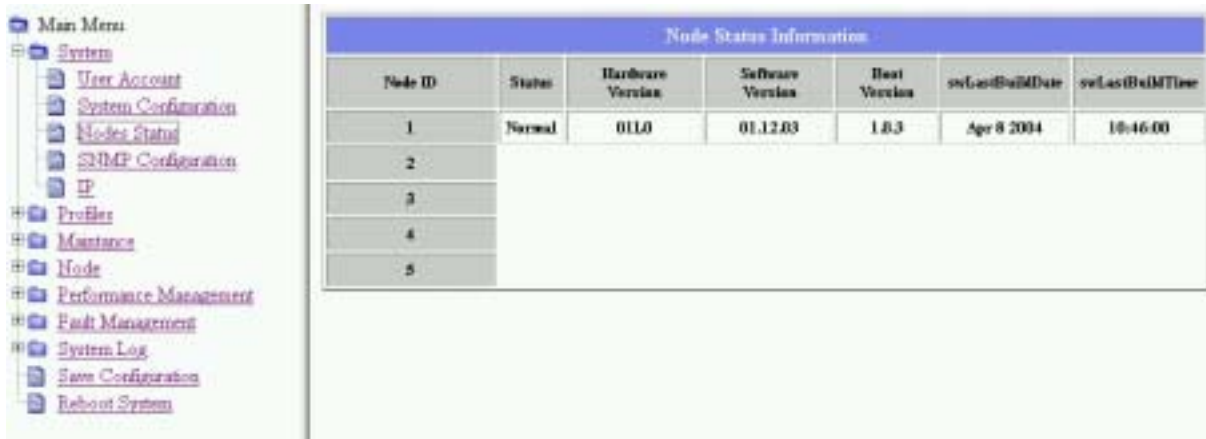 Main Menu
System
User Account
System Configuration
Nodes Status
SNMP Configuration
IP
Profiles
Maintance
Node
Performance Management
Fault Management
System Log
Save Configuration
Reboot System
Node Status Information
Node ID Status Hardware Version Software Version Boot Version swLastBuildDate swLastBuildTime
1 Normal 01.12.03 1.0.3 Apr 8 2004 10:46:00
2
3
4
5